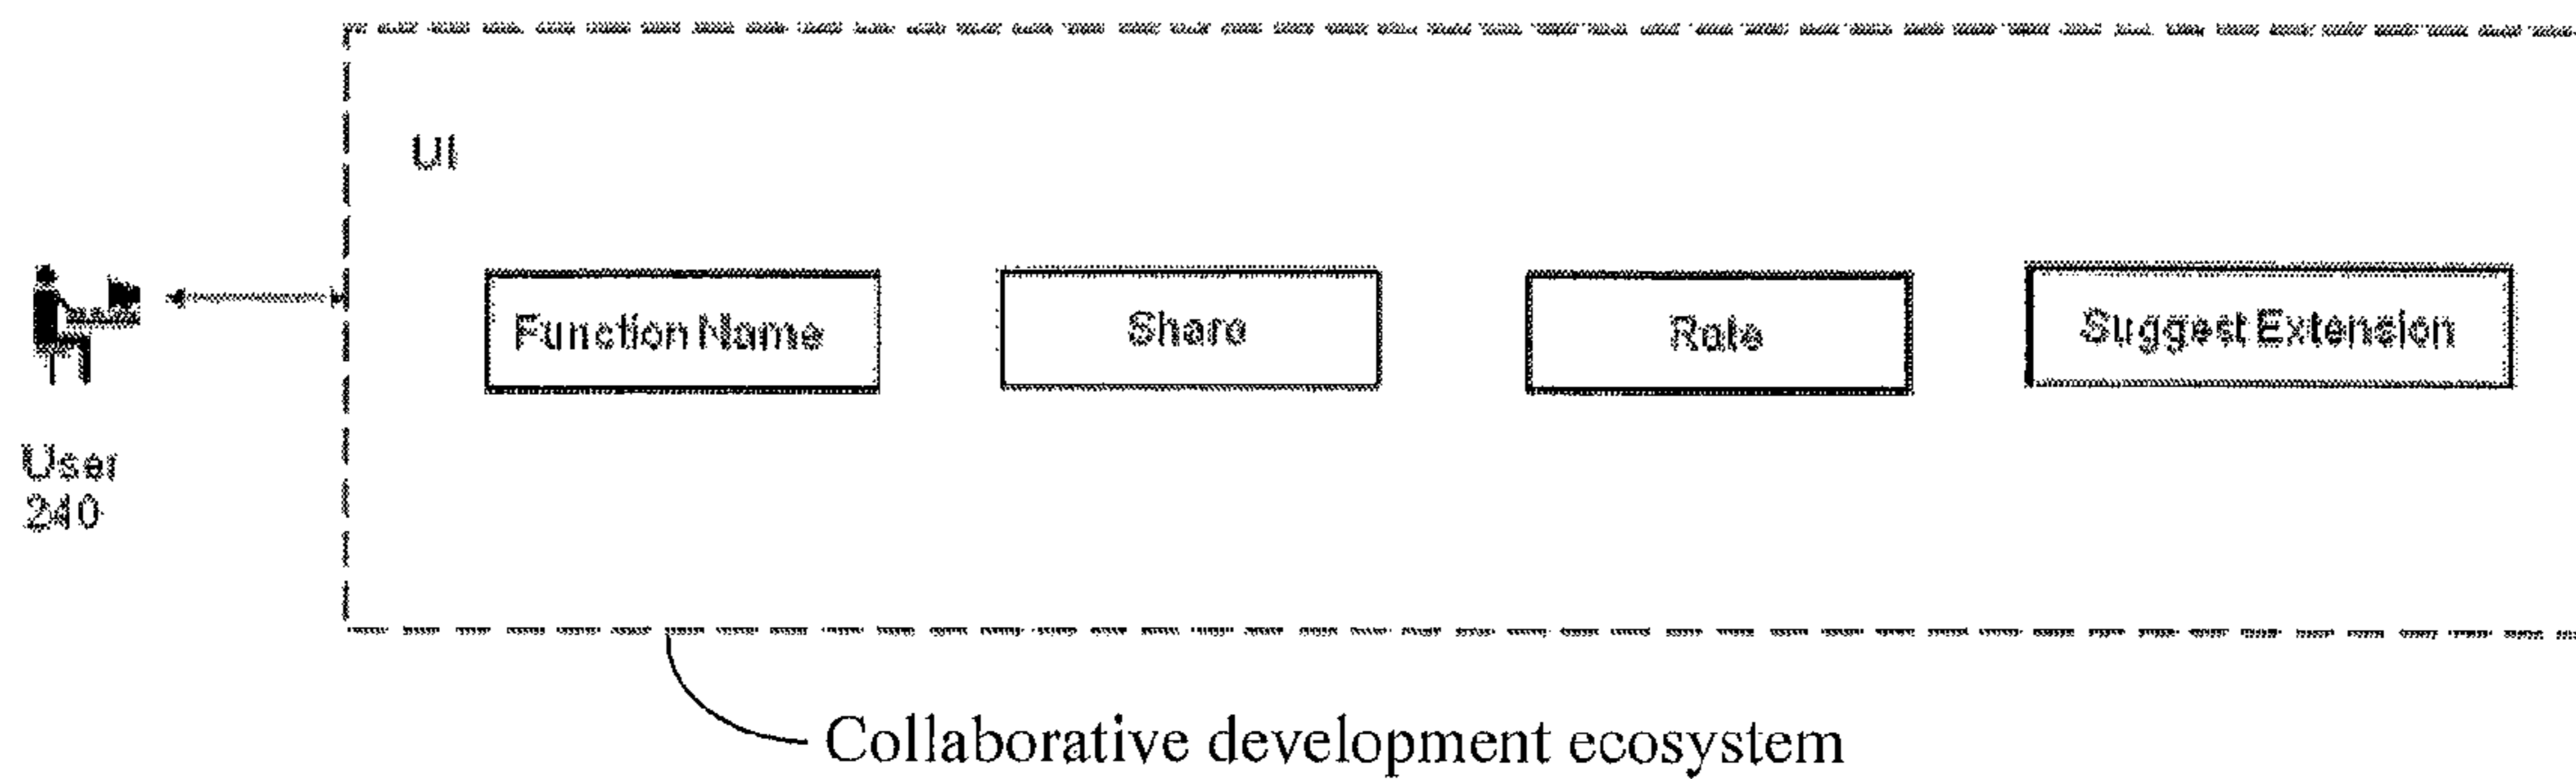 UI
Function Name
Share
Rate
Suggest Extension
User
240
Collaborative development ecosystem